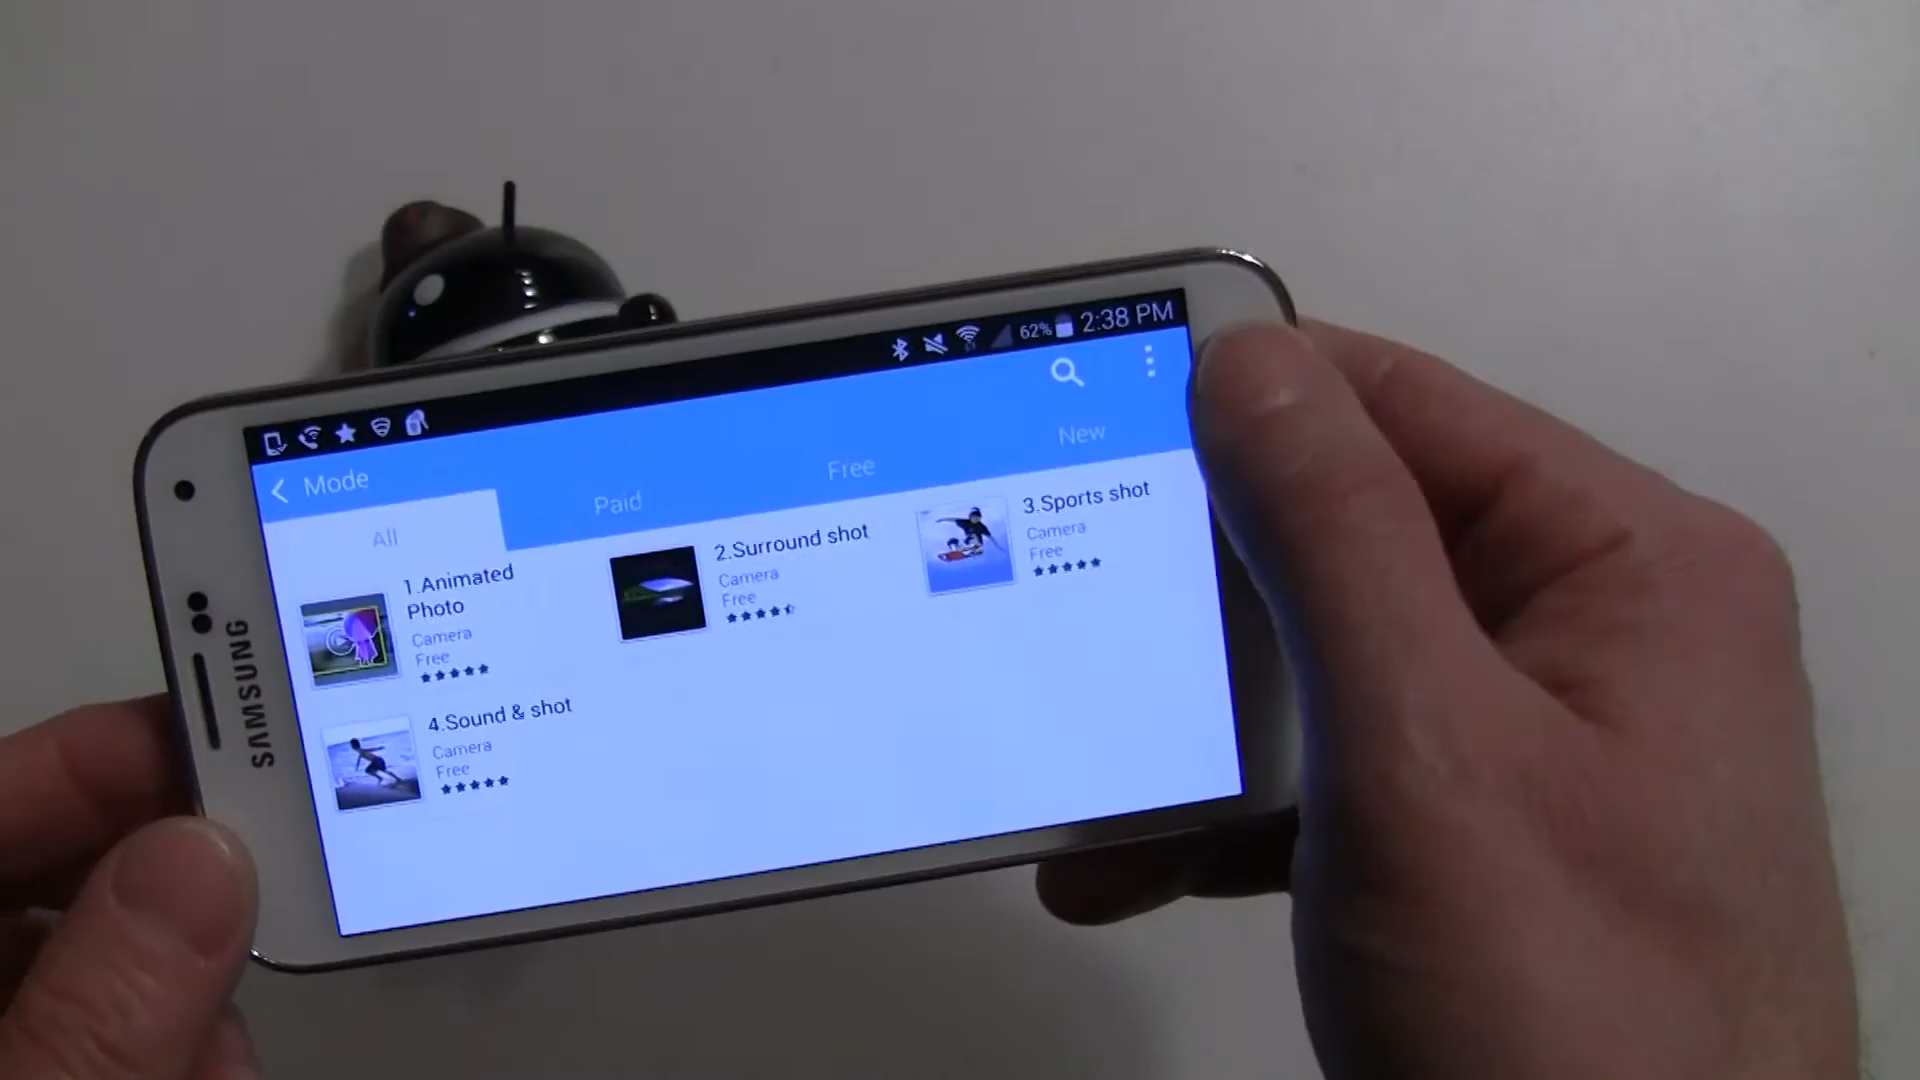 62% 2:38 PM
Mode
All
Paid
Free
New
1.Animated
Photo
Camera
Free
2.Surround shot
Camera
Free
3.Sports shot
Camera
Free
4.Sound & shot
Camera
Free
SAMSUNG